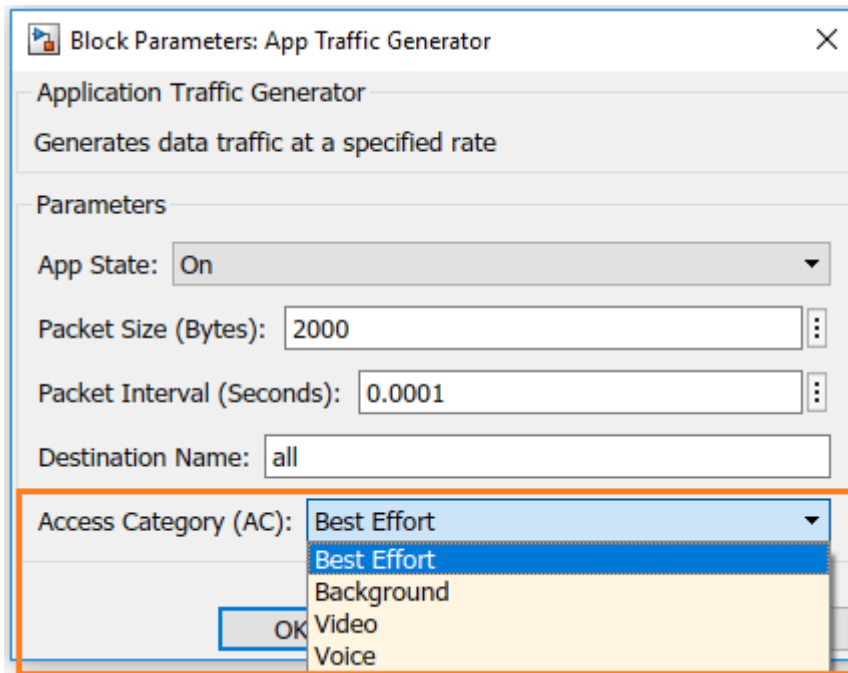 Block Parameters: App Traffic Generator
Application Traffic Generator
Generates data traffic at a specified rate
Parameters
App State: On
Packet Size (Bytes): 2000
Packet Interval (Seconds): 0.0001
Destination Name: all
Access Category (AC): Best Effort
Best Effort
Background
Video
OK
Voice